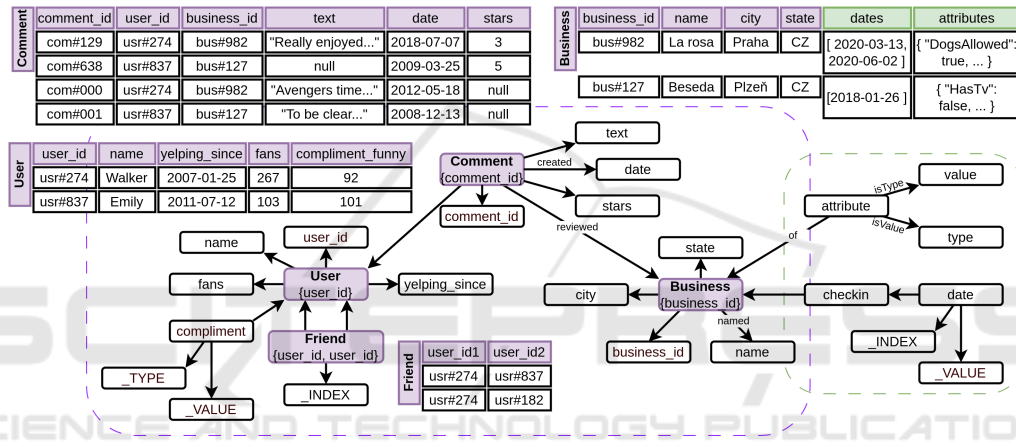 Comment
comment_id user_id business_id text date stars
com#129 usr#274 bus#982 "Really enjoyed..." 2018-07-07 3
com#638 usr#837 bus#127 null 2009-03-25 5
com#000 usr#274 bus#982 "Avengers time..." 2012-05-18 null
com#001 usr#837 bus#127 "To be clear..." 2008-12-13 null
Business
business_id name city state dates attributes
bus#982 La rosa Praha CZ [ 2020-03-13, { "DogsAllowed":
2020-06-02 ] true, ... }
bus#127 Beseda Plzeň CZ [2018-01-26 ] { "HasTv":
false, ... }
User
user_id name yelping_since fans compliment_funny
usr#274 Walker 2007-01-25 267 92
usr#837 Emily 2011-07-12 103 101
Comment
{comment_id}
text
created
date
stars
comment_id
reviewed
value
isType
attribute
isValue
type
of
name
user_id
User
{user_id}
fans
yelping_since
compliment
_TYPE
_VALUE
Friend
{user_id, user_id}
_INDEX
Friend
user_id1 user_id2
usr#274 usr#837
usr#274 usr#182
state
Business
{business_id}
city
named
business_id
name
checkin
date
_INDEX
_VALUE
SCITEPRESS
SCIENCE AND TECHNOLOGY PUBLICATIO